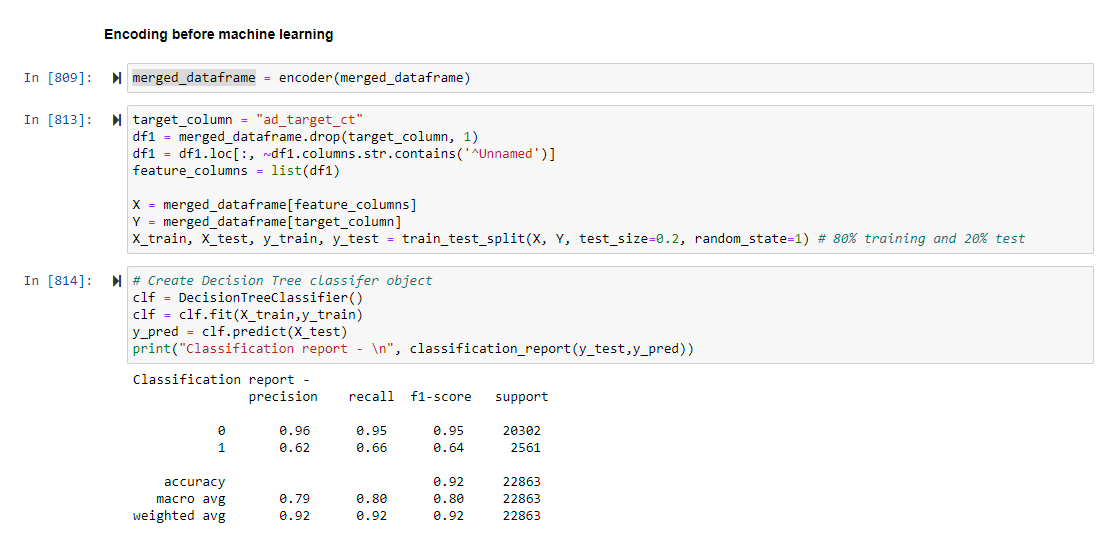 Encoding before machine learning
In [809]: merged_dataframe = encoder(merged_dataframe)
In [813]: target_column = "ad_target_ct"
df1 = merged_dataframe.drop(target_column, 1)
df1 = df1.loc[:, ~df1.columns.str.contains('^Unnamed')]
feature_columns = list(df1)
X = merged_dataframe[feature_columns]
Y = merged_dataframe[target_column]
X_train, X_test, y_train, y_test = train_test_split(X, Y, test_size=0.2, random_state=1) # 80% training and 20% test
In [814]: # Create Decision Tree classifer object
clf = DecisionTreeClassifier()
clf = clf.fit(X_train,y_train)
y_pred = clf.predict(X_test)
print("Classification report - \n", classification_report(y_test,y_pred))
Classification report -
precision recall f1-score support
0 0.96 0.95 0.95 20302
1 0.62 0.66 0.64 2561
accuracy 0.92 22863
macro avg 0.79 0.80 0.80 22863
weighted avg 0.92 0.92 0.92 22863